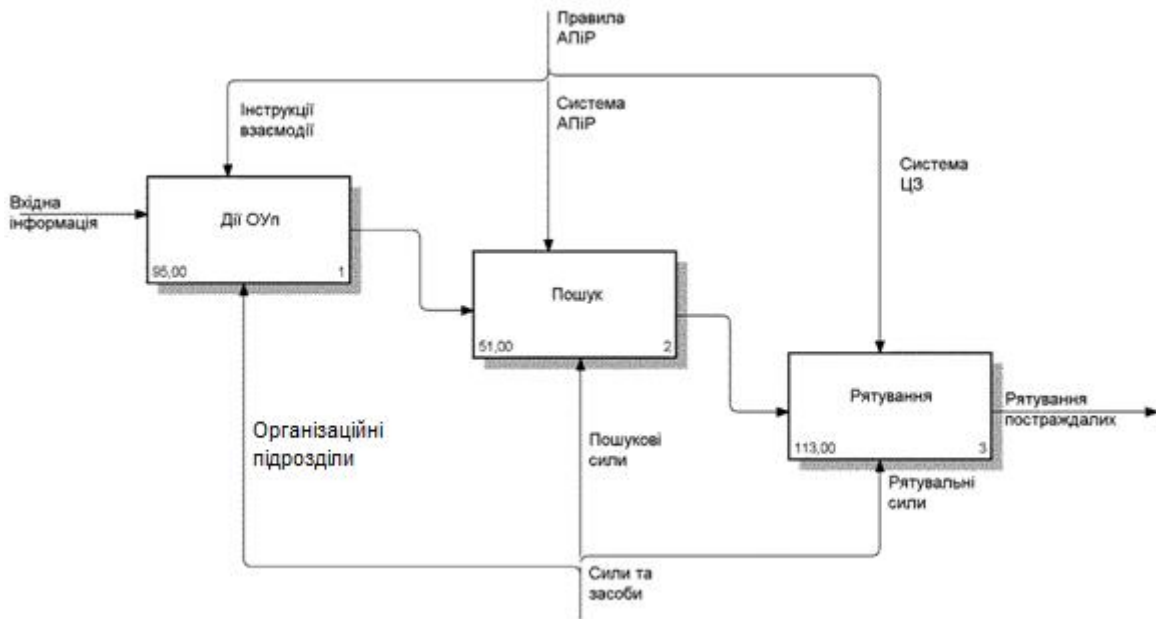 Правила
АПіР
Інструкції
взаємодії
Система
АПіР
Система
ЦЗ
Вхідна
інформація
Дії ОУп
95,00
1
Пошук
51,00
2
Рятування
113,00
3
Рятування
постраждалих
Організаційні
підрозділи
Пошукові
сили
Рятувальні
сили
Сили та
засоби